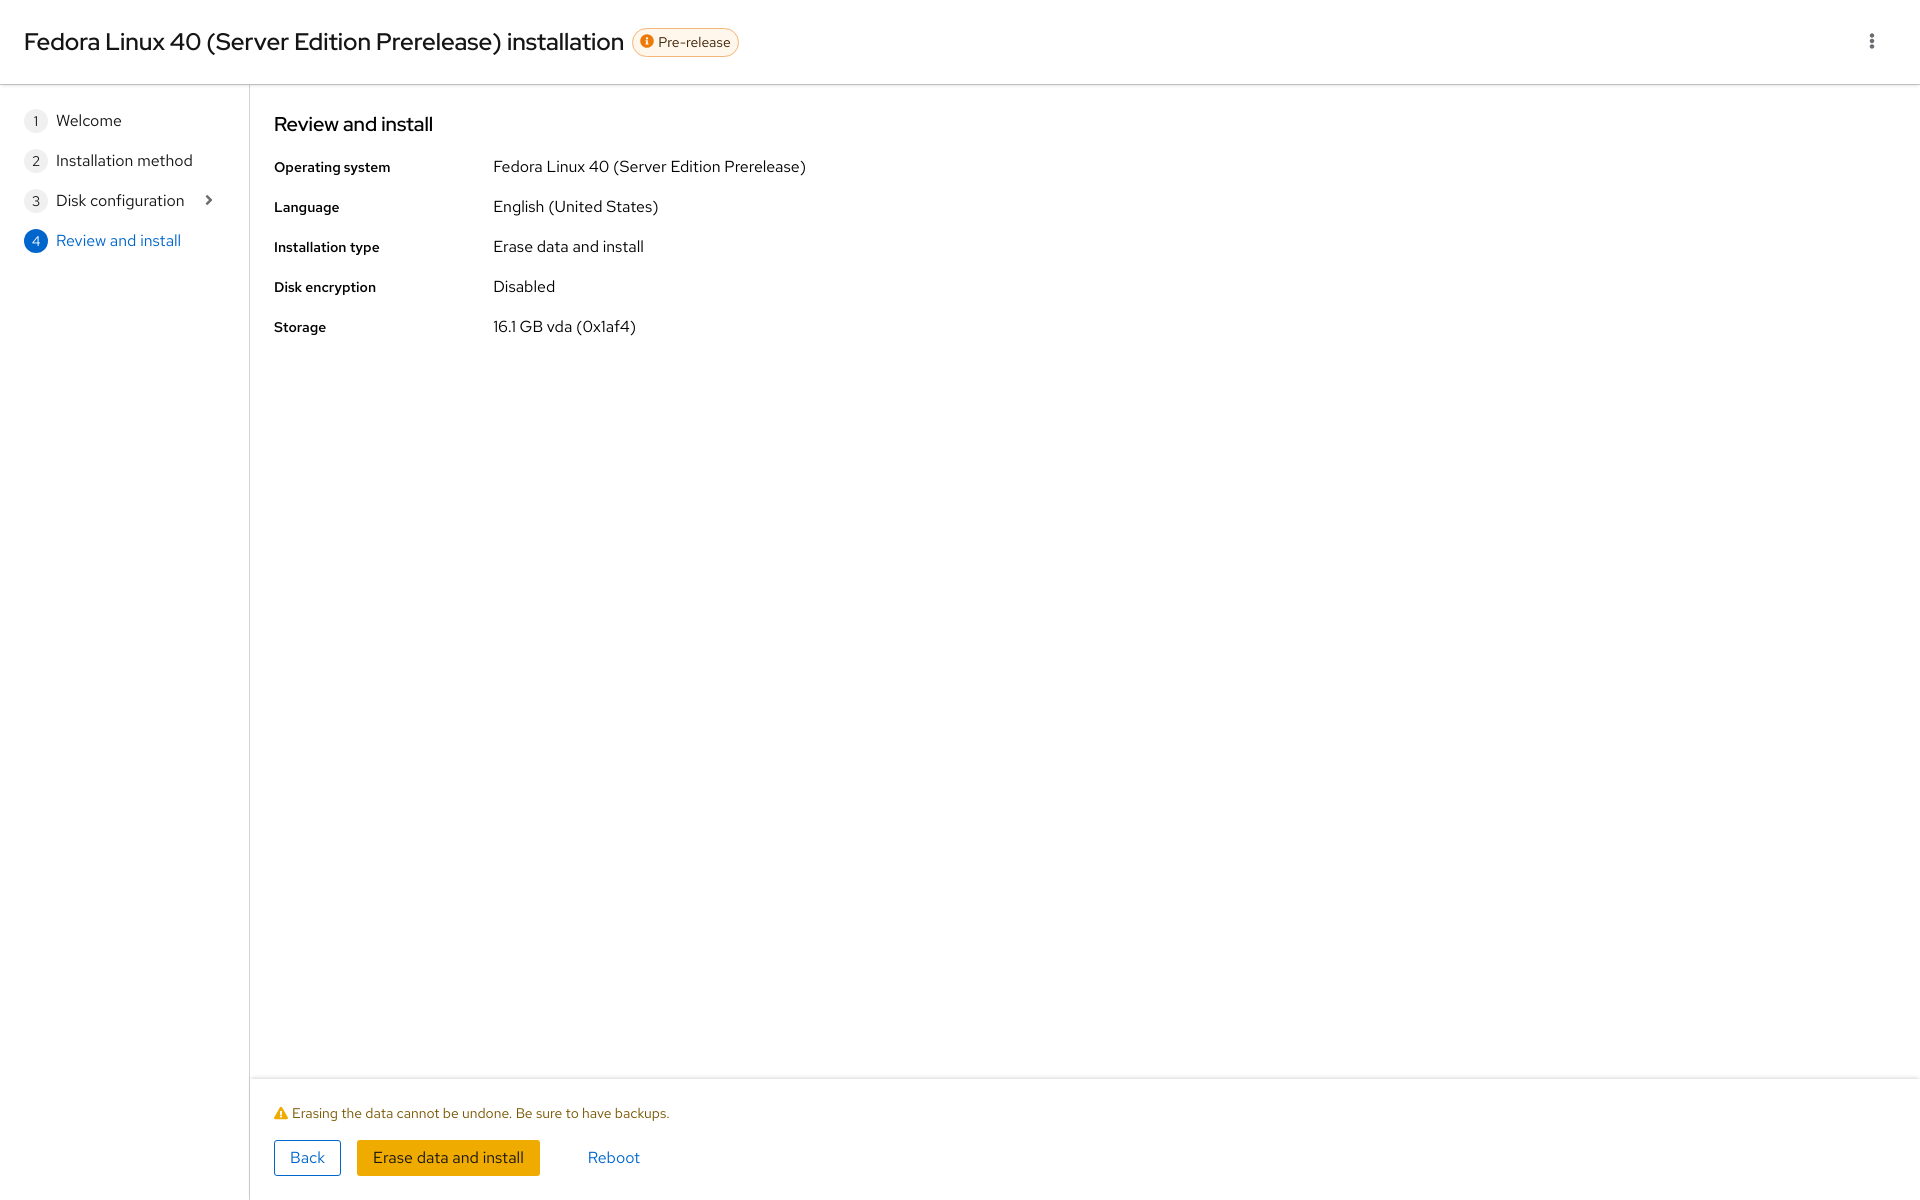 Fedora Linux 40 (Server Edition Prerelease) installation Pre-release
1 Welcome
2 Installation method
3 Disk configuration
4 Review and install
Review and install
Operating system Fedora Linux 40 (Server Edition Prerelease)
Language English (United States)
Installation type Erase data and install
Disk encryption Disabled
Storage 16.1 GB vda (0x1af4)
Erasing the data cannot be undone. Be sure to have backups.
Back Erase data and install Reboot